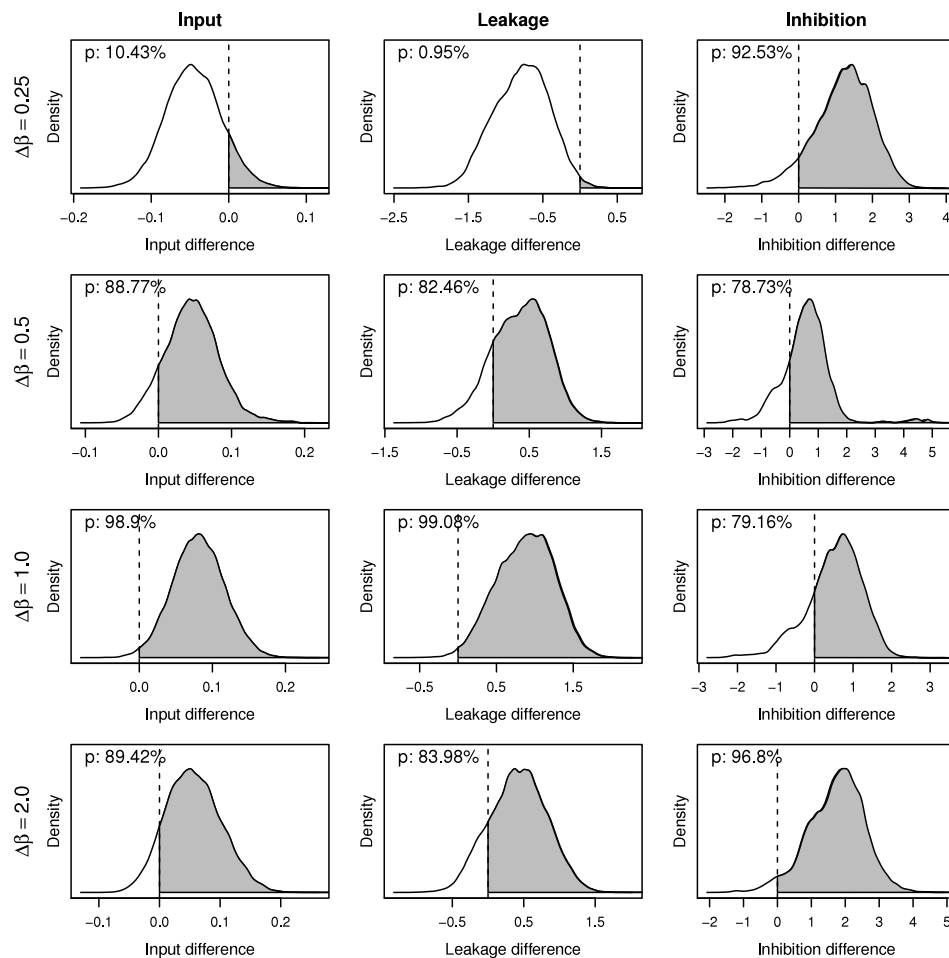 Input Leakage Inhibition
Δβ = 0.25
Density
p: 10.43%
−0.2 −0.1 0.0 0.1
Input difference
Density
p: 0.95%
−2.5 −1.5 −0.5 0.5
Leakage difference
Density
p: 92.53%
−2 −1 0 1 2 3 4
Inhibition difference
Δβ = 0.5
Density
p: 88.77%
−0.1 0.0 0.1 0.2
Input difference
Density
p: 82.46%
−1.5 −0.5 0.5 1.5
Leakage difference
Density
p: 78.73%
−3 −2 −1 0 1 2 3 4 5
Inhibition difference
Δβ = 1.0
Density
p: 98.9%
0.0 0.1 0.2
Input difference
Density
p: 99.08%
−0.5 0.5 1.5
Leakage difference
Density
p: 79.16%
−3 −2 −1 0 1 2 3
Inhibition difference
Δβ = 2.0
Density
p: 89.42%
−0.1 0.0 0.1 0.2
Input difference
Density
p: 83.98%
−0.5 0.5 1.5
Leakage difference
Density
p: 96.8%
−2 −1 0 1 2 3 4 5
Inhibition difference